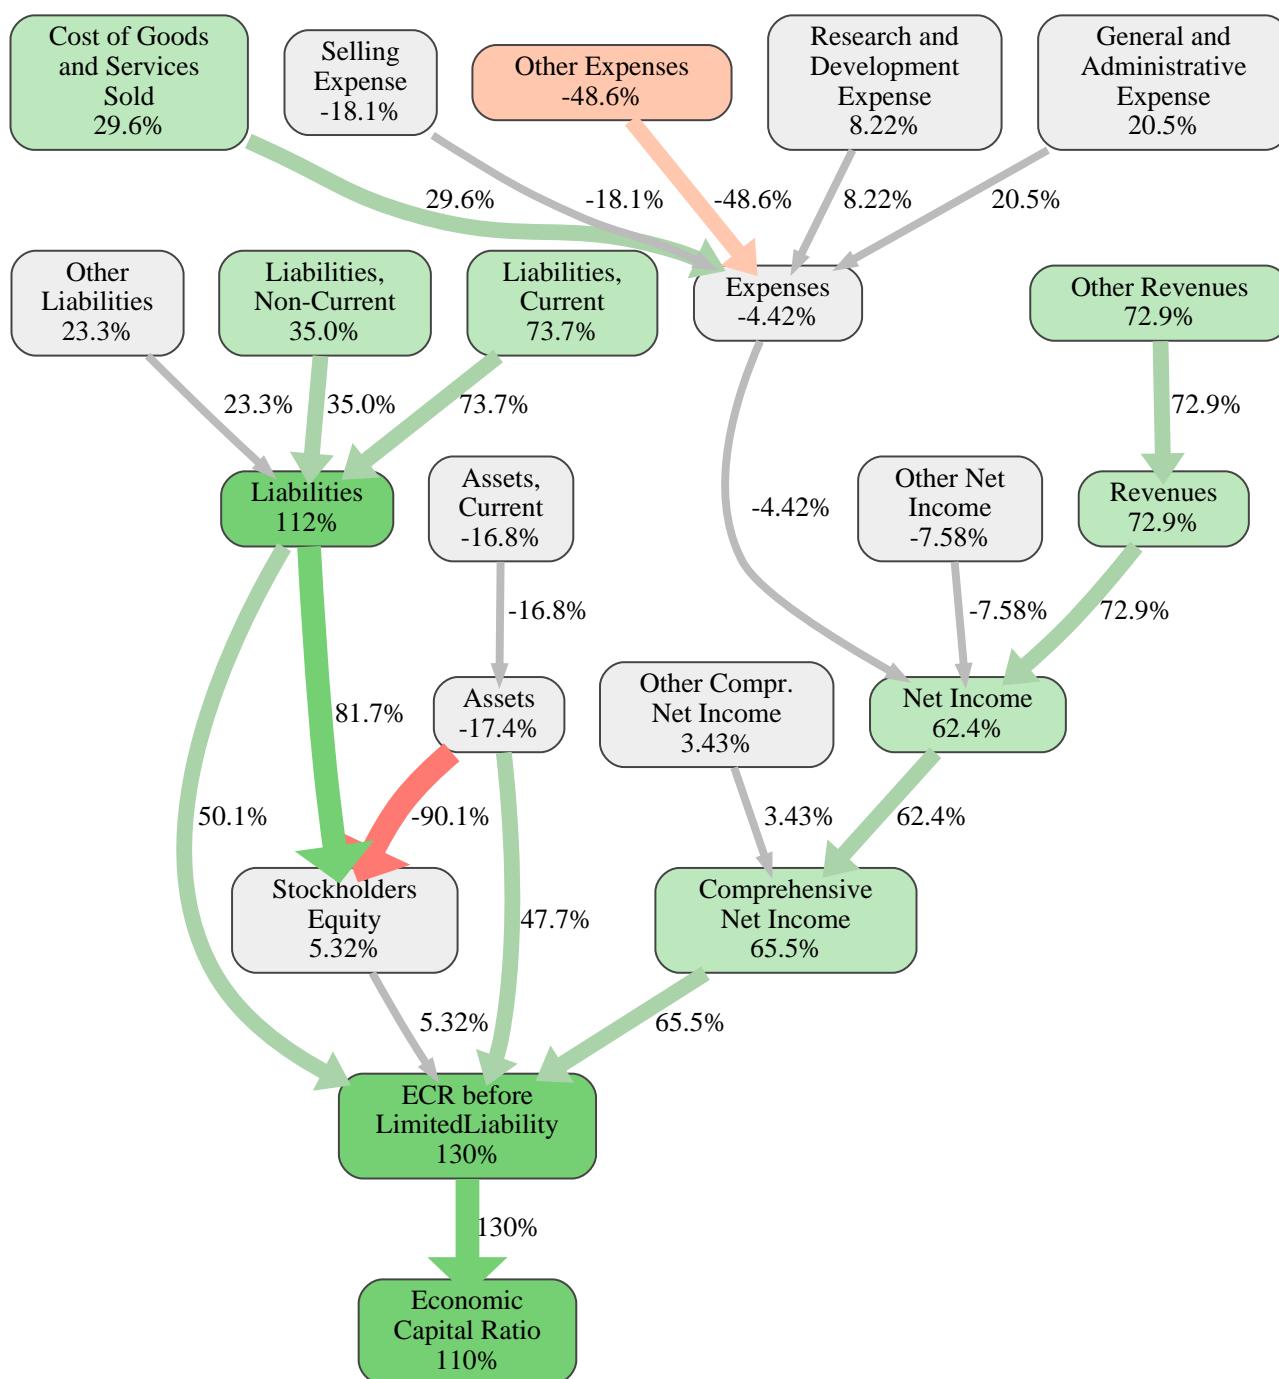 Cost of Goods
and Services
Sold
29.6%
Selling
Expense
-18.1%
Other Expenses
-48.6%
Research and
Development
Expense
8.22%
General and
Administrative
Expense
20.5%
29.6%
-18.1%
-48.6%
8.22%
20.5%
Other
Liabilities
23.3%
Liabilities,
Non-Current
35.0%
Liabilities,
Current
73.7%
Expenses
-4.42%
Other Revenues
72.9%
23.3%
35.0%
73.7%
72.9%
Liabilities
112%
Assets,
Current
-16.8%
-4.42%
Other Net
Income
-7.58%
Revenues
72.9%
-16.8%
-7.58%
72.9%
Assets
-17.4%
Other Compr.
Net Income
3.43%
Net Income
62.4%
81.7%
50.1%
-90.1%
3.43%
62.4%
Stockholders
Equity
5.32%
47.7%
Comprehensive
Net Income
65.5%
5.32%
65.5%
ECR before
LimitedLiability
130%
130%
Economic
Capital Ratio
110%